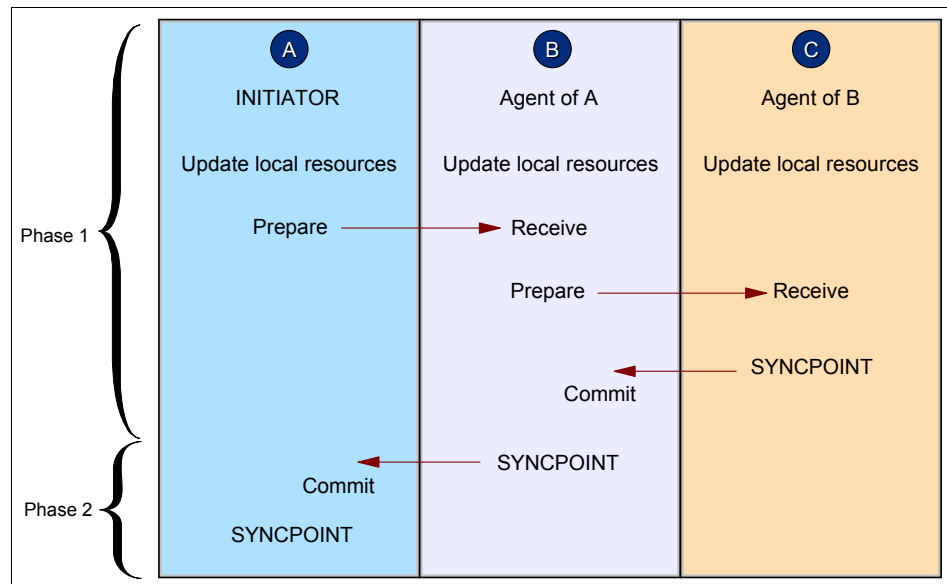 A B C
INITIATOR Agent of A Agent of B
Update local resources Update local resources Update local resources
Prepare Receive
Phase 1
Prepare Receive
SYNCPOINT
Commit
SYNCPOINT
Commit
Phase 2
SYNCPOINT